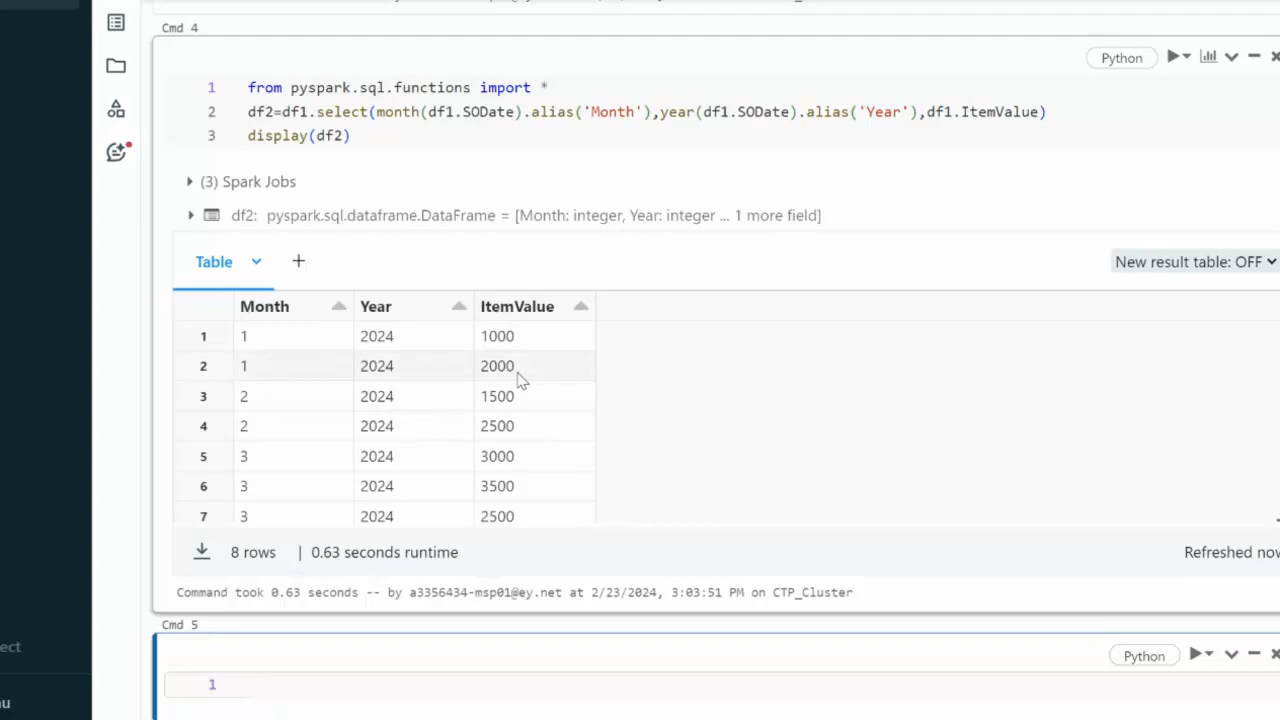 Cmd 4
Python
1 from pyspark.sql.functions import *
2 df2=df1.select(month(df1.SODate).alias('Month'),year(df1.SODate).alias('Year'),df1.ItemValue)
3 display(df2)
(3) Spark Jobs
df2: pyspark.sql.dataframe.DataFrame = [Month: integer, Year: integer ... 1 more field]
Table +
New result table: OFF
Month Year ItemValue
1 1 2024 1000
2 1 2024 2000
3 2 2024 1500
4 2 2024 2500
5 3 2024 3000
6 3 2024 3500
7 3 2024 2500
8 rows | 0.63 seconds runtime
Refreshed now
Command took 0.63 seconds -- by a3356434-msp01@ey.net at 2/23/2024, 3:03:51 PM on CTP_Cluster
Cmd 5
Python
1